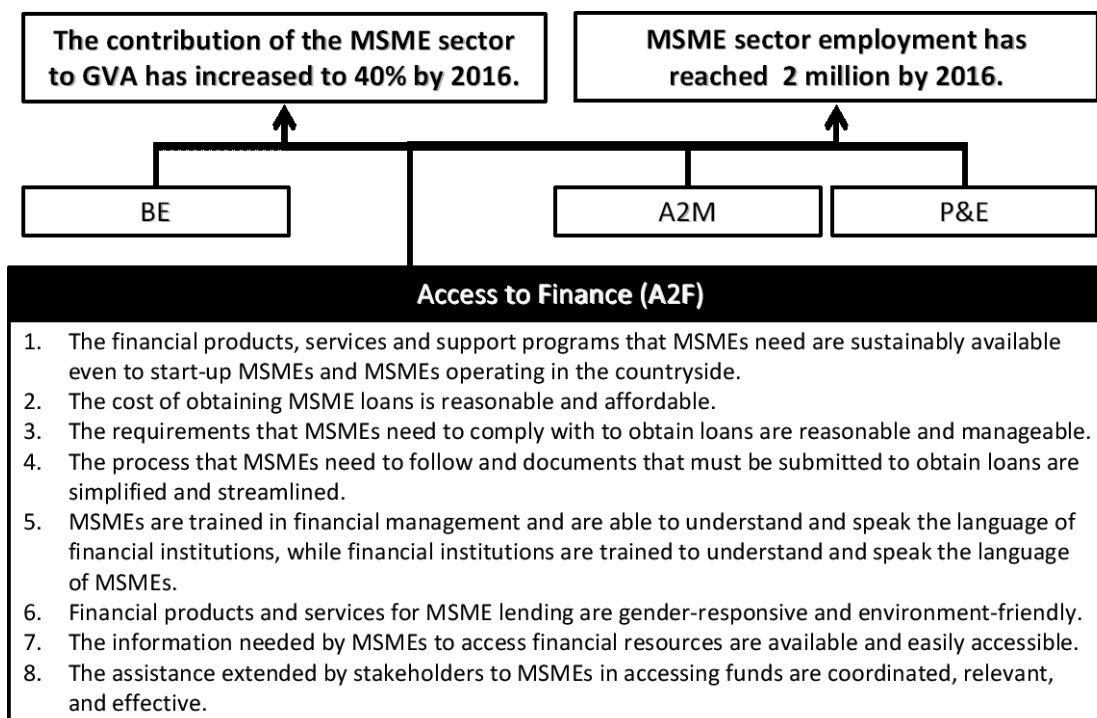 The contribution of the MSME sector
to GVA has increased to 40% by 2016.
MSME sector employment has
reached 2 million by 2016.
BE
A2M
P&E
Access to Finance (A2F)
1. The financial products, services and support programs that MSMEs need are sustainably available
even to start-up MSMEs and MSMEs operating in the countryside.
2. The cost of obtaining MSME loans is reasonable and affordable.
3. The requirements that MSMEs need to comply with to obtain loans are reasonable and manageable.
4. The process that MSMEs need to follow and documents that must be submitted to obtain loans are
simplified and streamlined.
5. MSMEs are trained in financial management and are able to understand and speak the language of
financial institutions, while financial institutions are trained to understand and speak the language
of MSMEs.
6. Financial products and services for MSME lending are gender-responsive and environment-friendly.
7. The information needed by MSMEs to access financial resources are available and easily accessible.
8. The assistance extended by stakeholders to MSMEs in accessing funds are coordinated, relevant,
and effective.